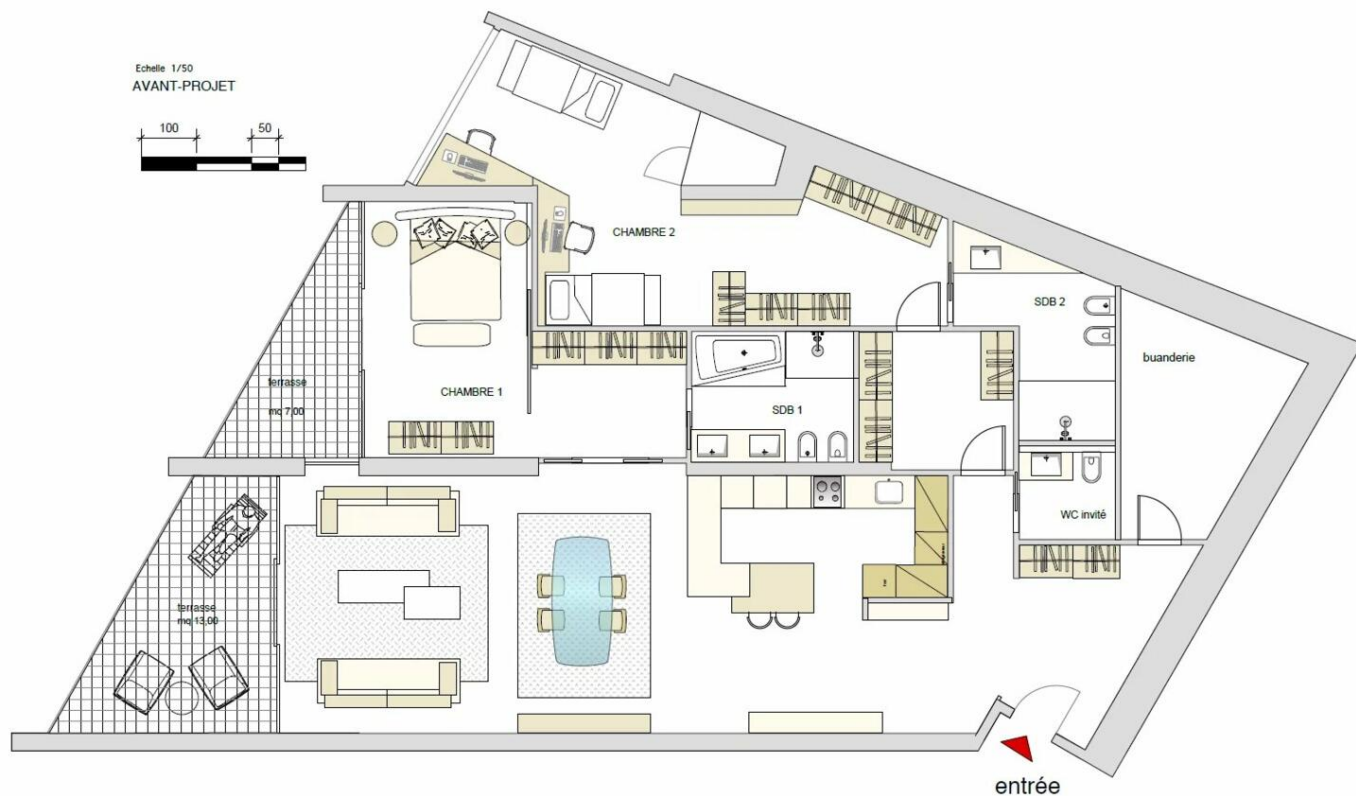 Echelle 1/50
AVANT-PROJET
100
50
CHAMBRE 2
SDB 2
buanderie
terrasse
mq 7,00
CHAMBRE 1
SDB 1
WC invité
terrasse
mq 13,00
entrée